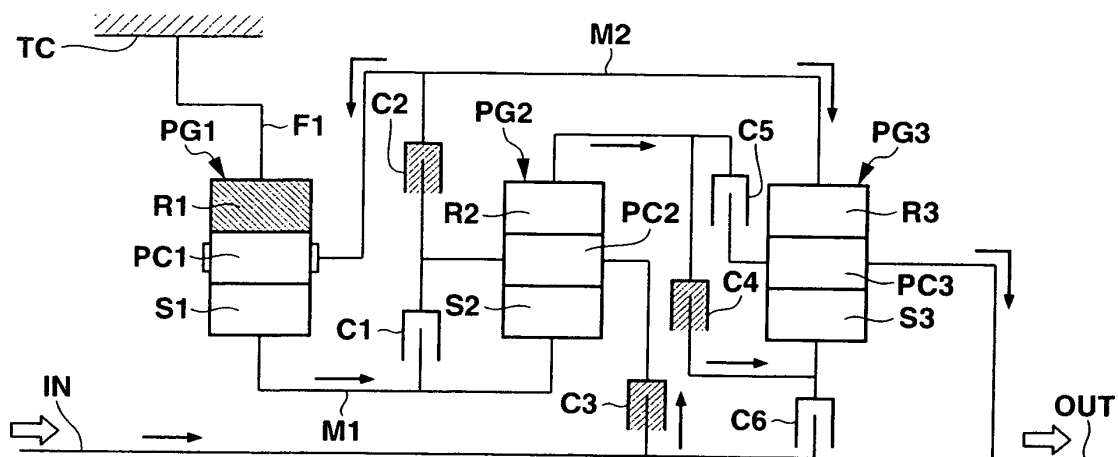 TC
M2
C2
PG2
C5
PG3
F1
PG1
R1
R2
PC2
R3
PC1
S1
S2
C4
PC3
S3
C1
IN
M1
C3
C6
OUT